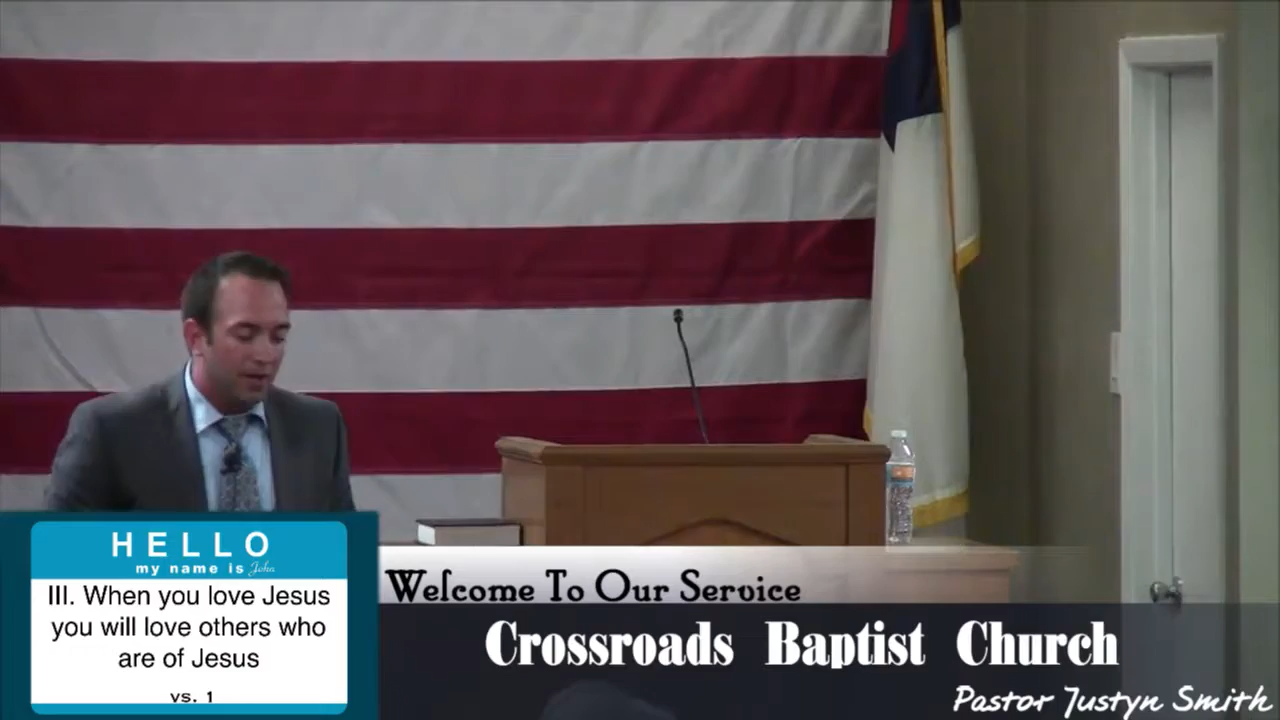 HELLO
my name is John
III. When you love Jesus
you will love others who
are of Jesus
vs. 1
Welcome To Our Service
Crossroads Baptist Church
Pastor Justyn Smith